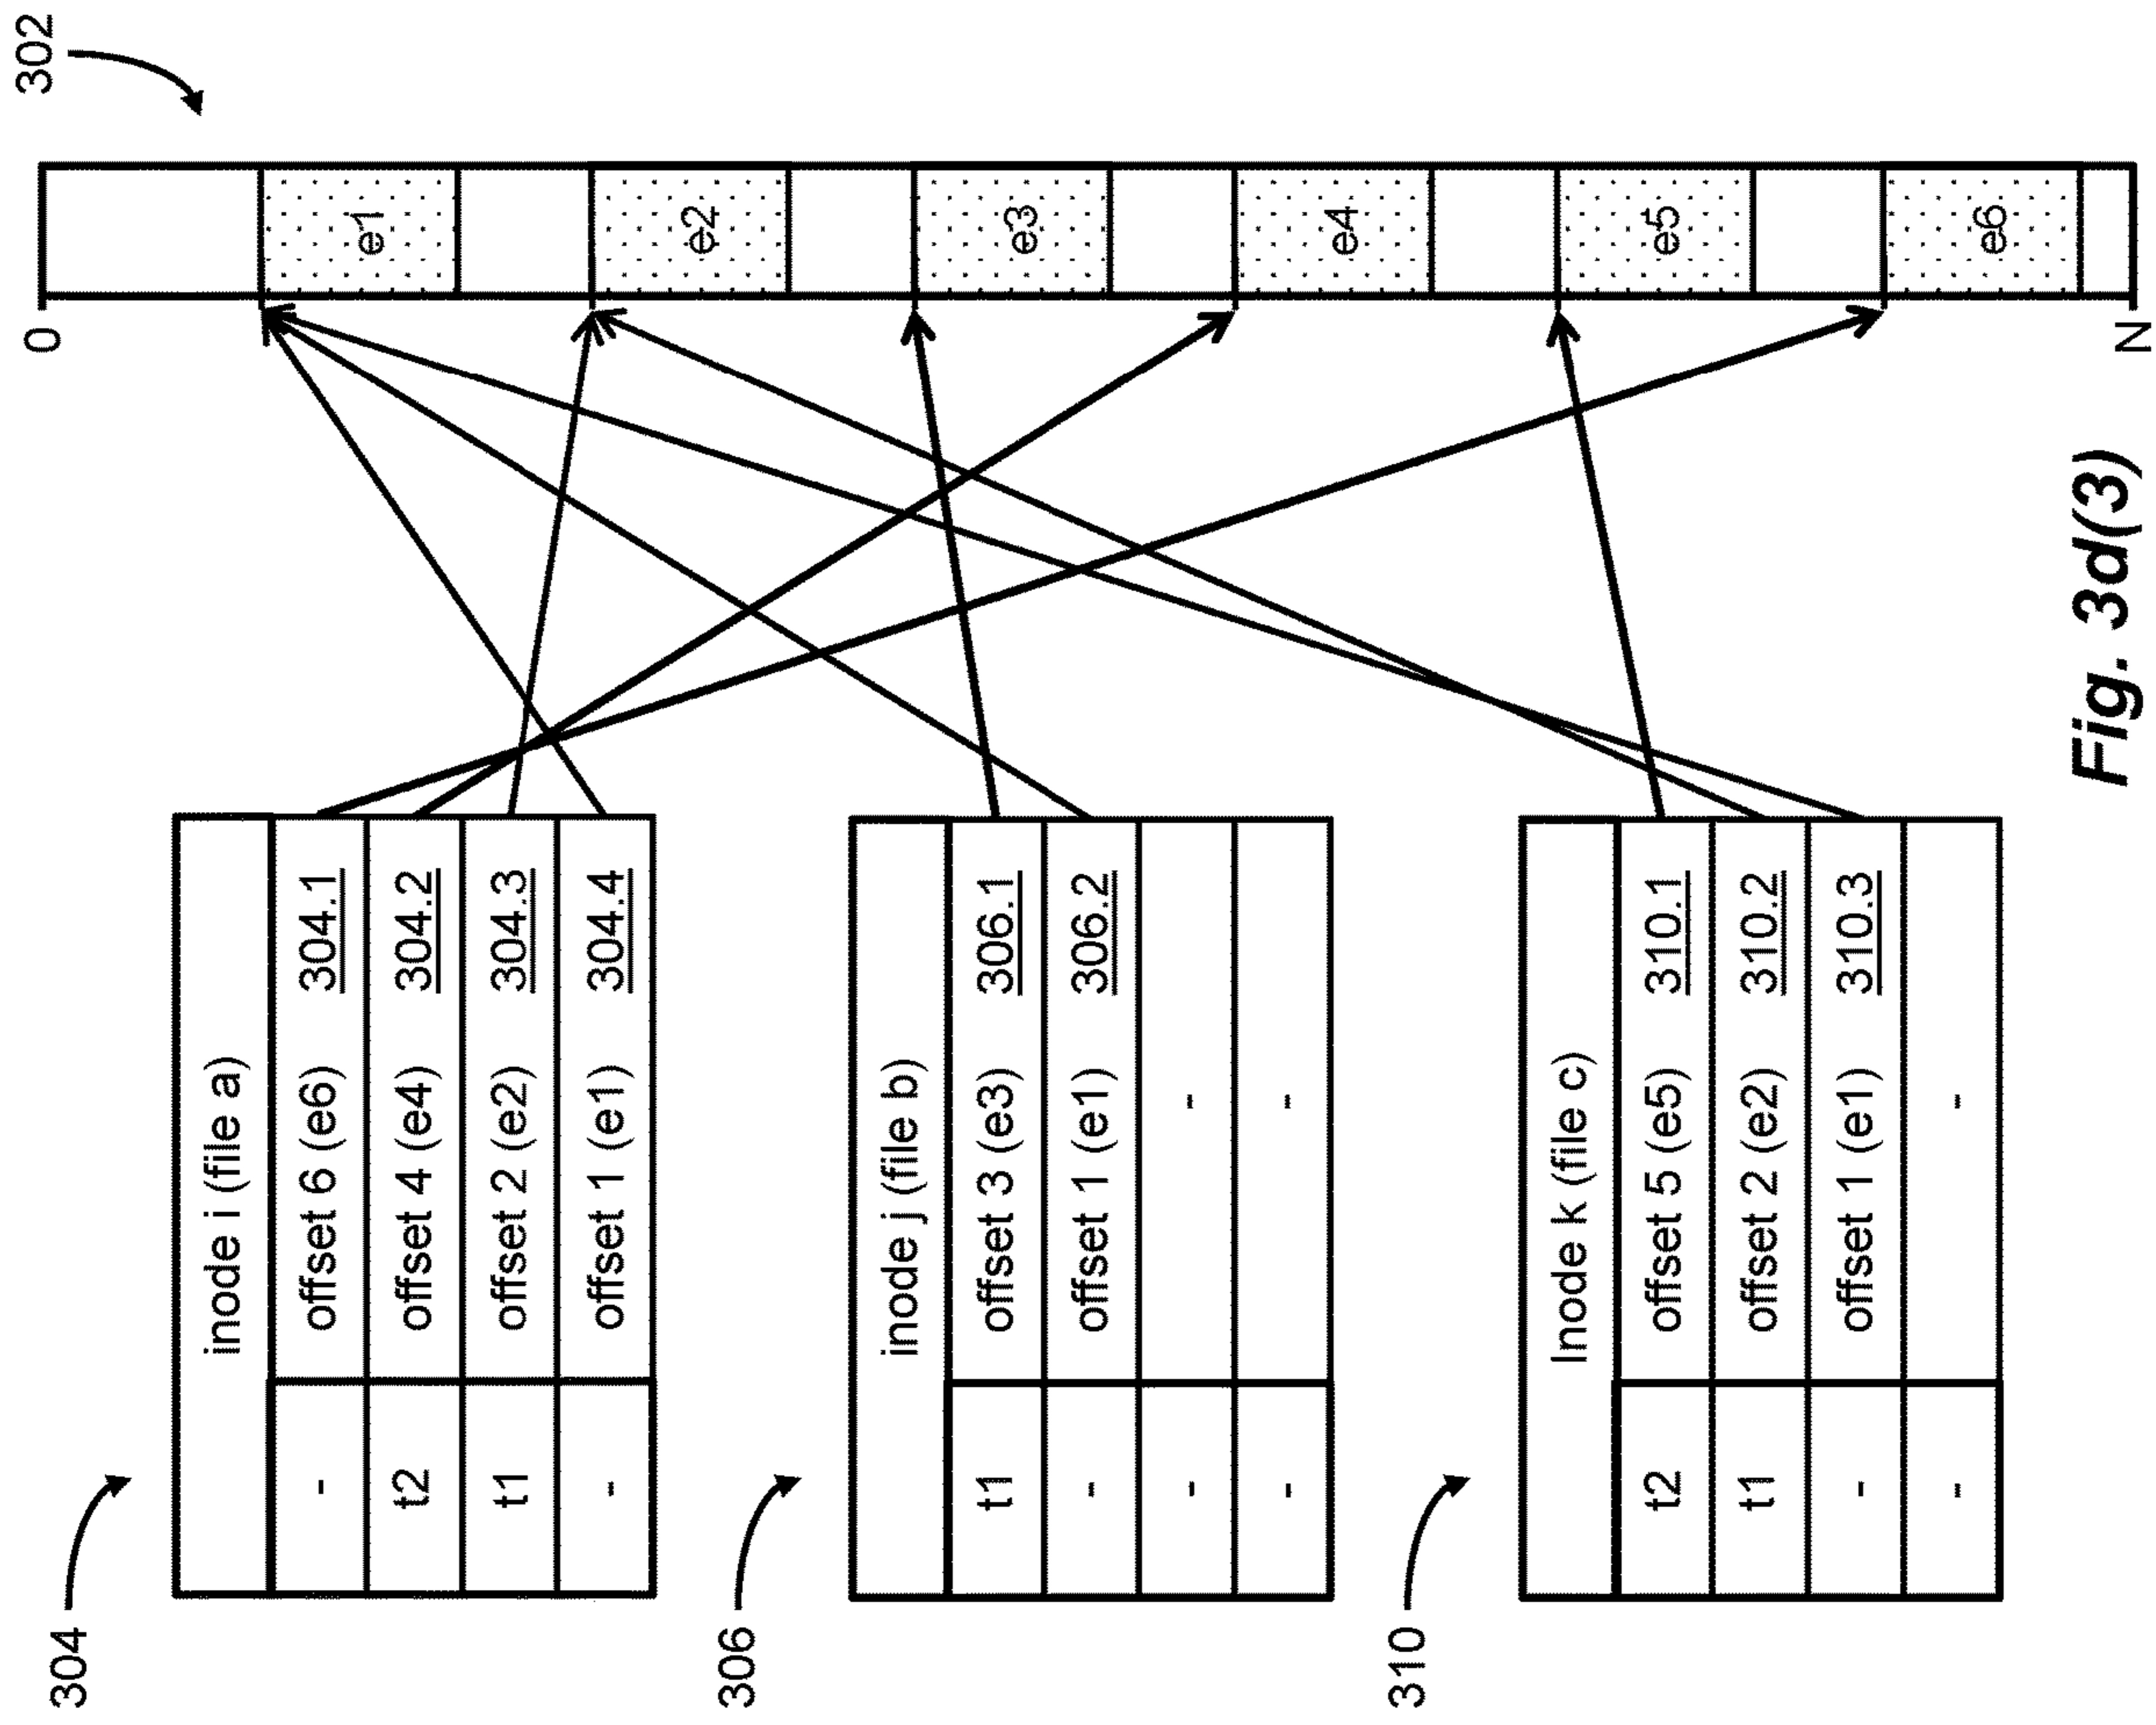 302
0
e1
e2
e3
e4
e5
e6
N
304
inode i (file a)
- offset 6 (e6) 304.1
t2 offset 4 (e4) 304.2
t1 offset 2 (e2) 304.3
- offset 1 (e1) 304.4
306
inode j (file b)
t1 offset 3 (e3) 306.1
- offset 1 (e1) 306.2
- -
- -
310
Inode k (file c)
t2 offset 5 (e5) 310.1
t1 offset 2 (e2) 310.2
- offset 1 (e1) 310.3
- -
Fig. 3d(3)